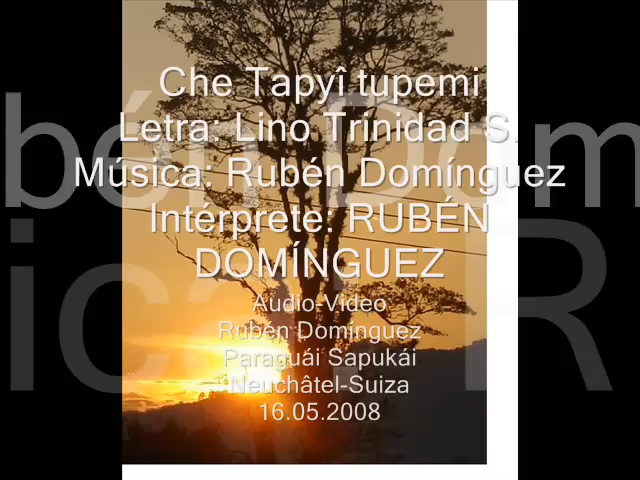 Che Tapyî tupemi
Letra: Lino Trinidad S.
Música: Rubén Domínguez
Intérprete: RUBÉN
DOMÍNGUEZ
Audio-Video
Rubén Domínguez
Paraguái Sapukái
Neuchâtel-Suiza
16.05.2008